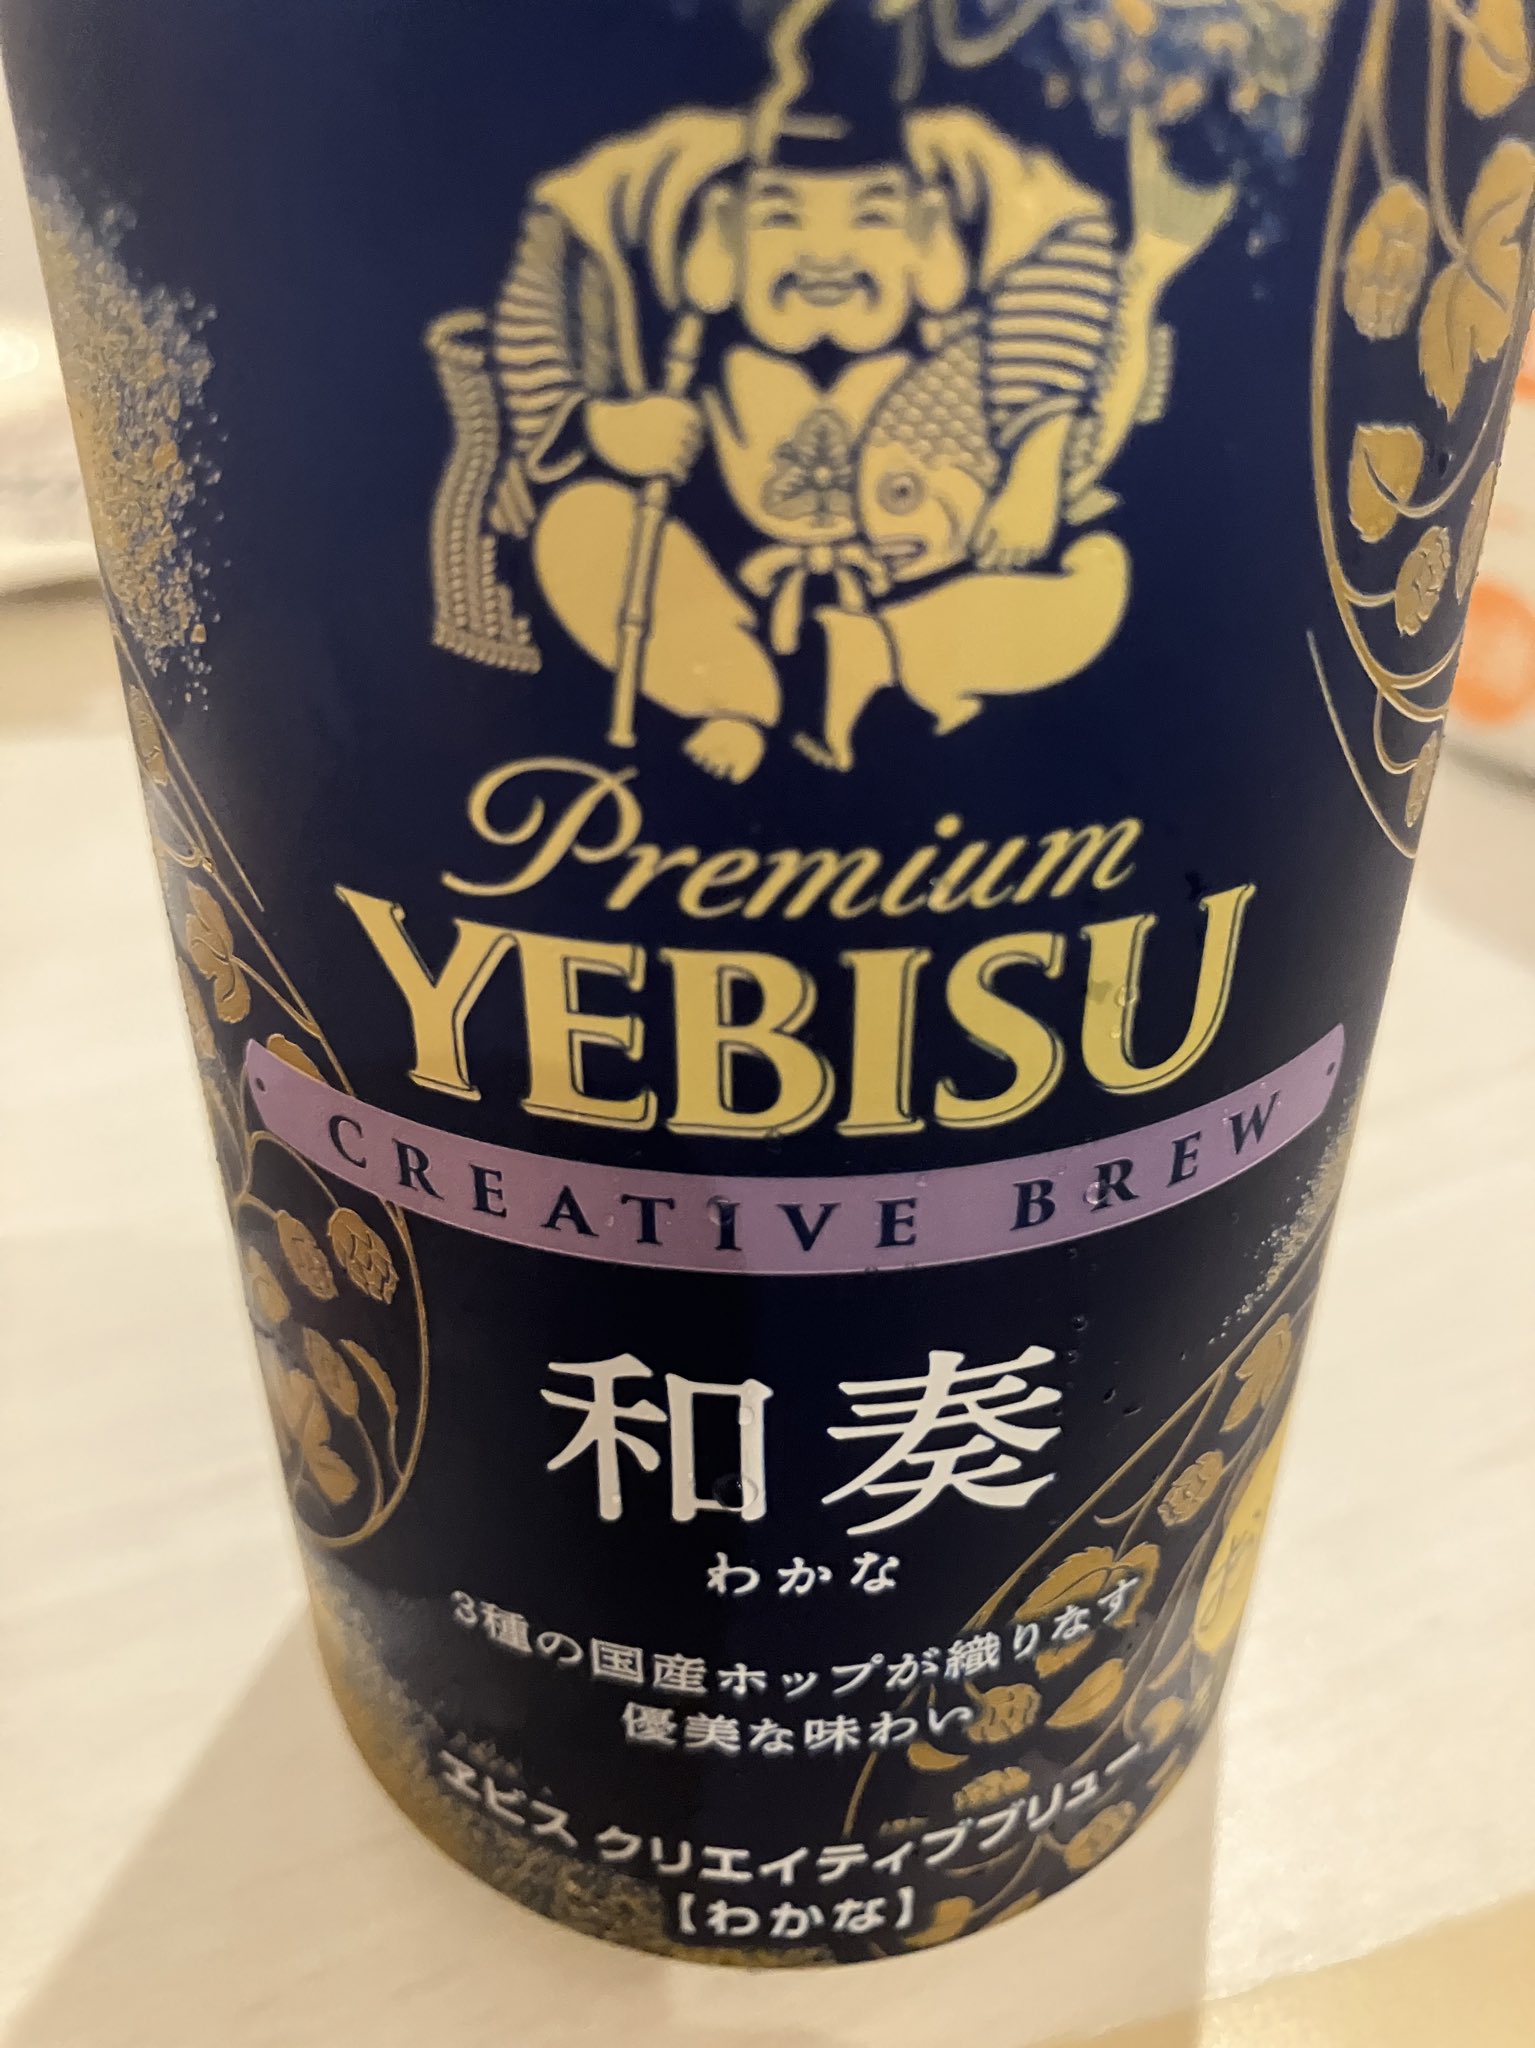 Premium
YEBISU
CREATIVE BREW
和奏
わかな
3種の国産ホップが織りなす
優美な味わい
ヱビス クリエイティブブリュー
【わかな】
お